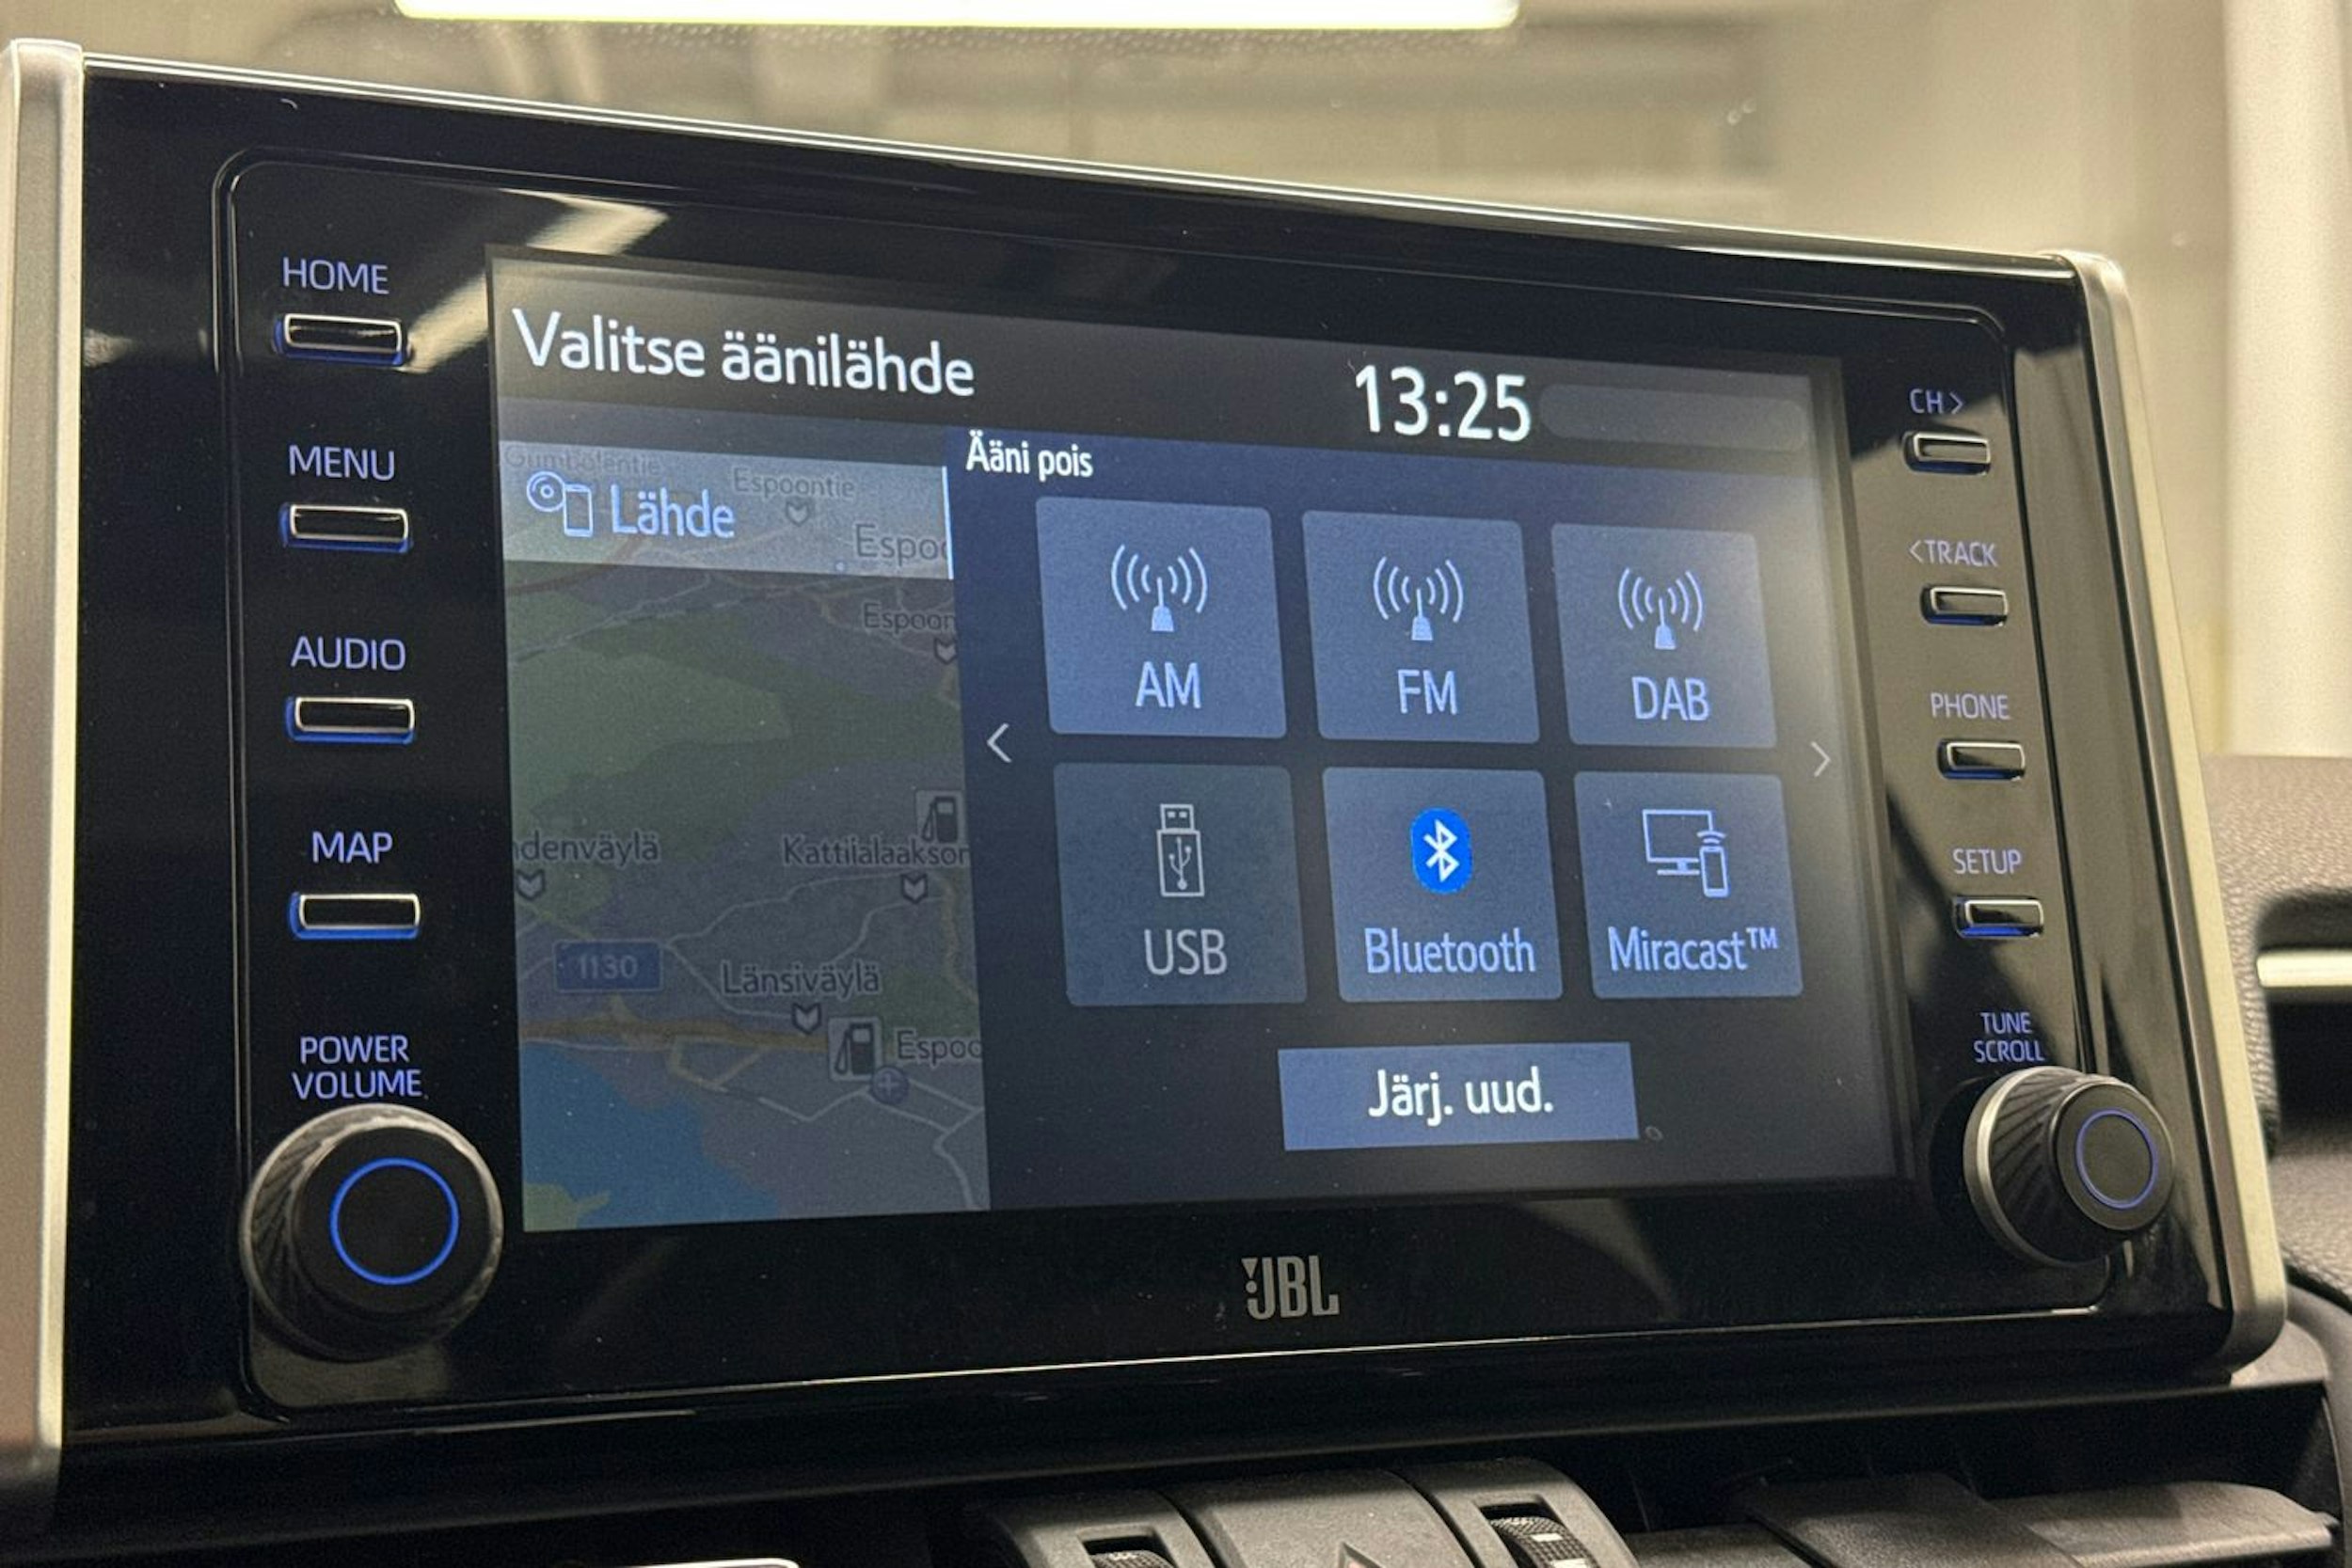 HOME
MENU
AUDIO
MAP
POWER
VOLUME
Valitse äänilähde
13:25
Lähde
Espoontie
Ääni pois
AM
FM
DAB
USB
Bluetooth
Miracast™
Järj. uud.
1130
Länsiväylä
CH>
<TRACK
PHONE
SETUP
TUNE
SCROLL
JBL